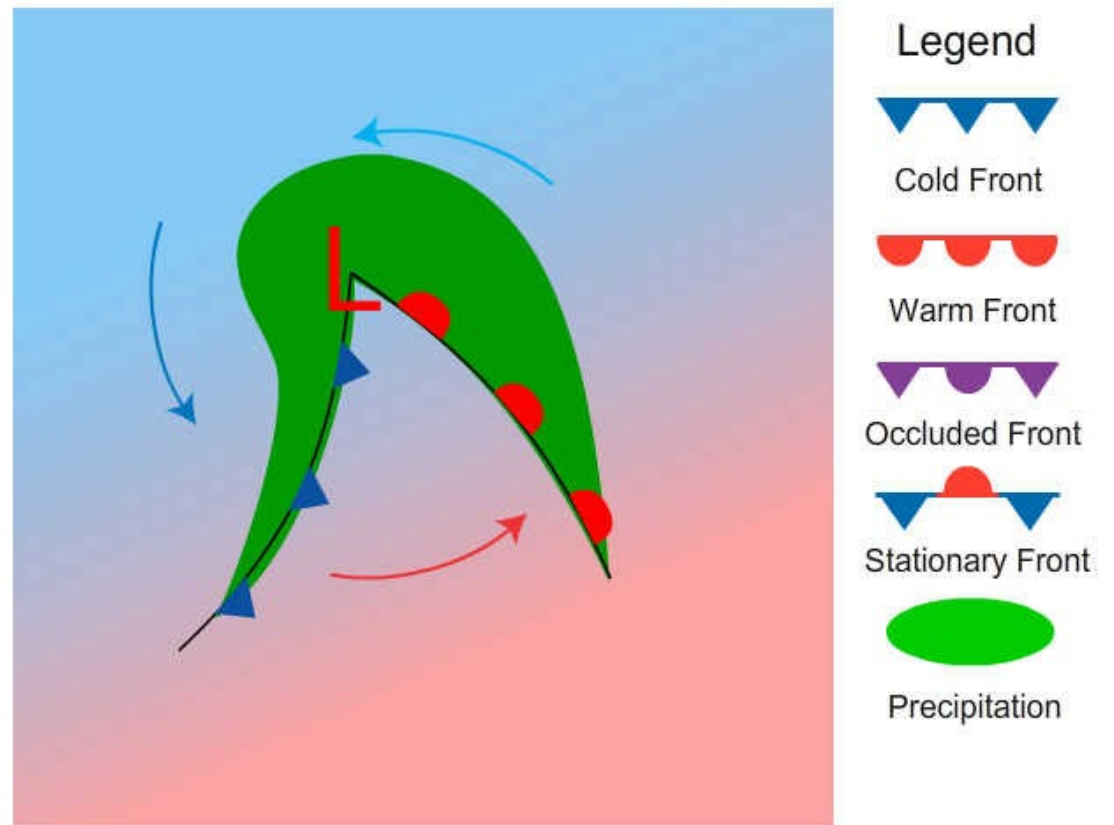 L
Legend
Cold Front
Warm Front
Occluded Front
Stationary Front
Precipitation